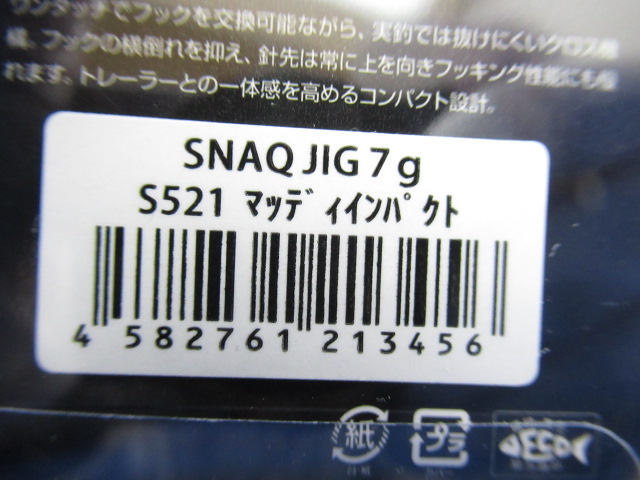 ワンタッチでフックを交換可能ながら、実釣では抜けにくいクロス機
構。フックの横倒れを抑え、針先は常に上を向きフッキング性能にも優
れます。トレーラーとの一体感を高めるコンパクト設計。
SNAQ JIG 7g
S521 マッディインパクト
4 582761 213456
紙
プラ
ECO